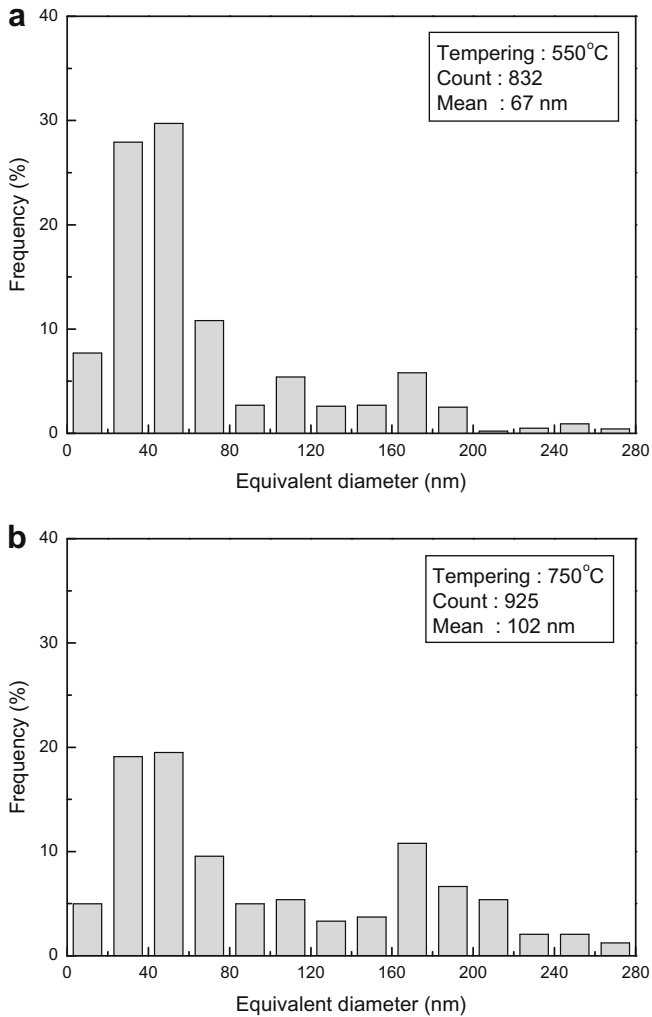 a
40
30
20
10
0
Frequency (%)
Tempering : 550°C
Count : 832
Mean : 67 nm
0 40 80 120 160 200 240 280
Equivalent diameter (nm)
b
40
30
20
10
0
Frequency (%)
Tempering : 750°C
Count : 925
Mean : 102 nm
0 40 80 120 160 200 240 280
Equivalent diameter (nm)